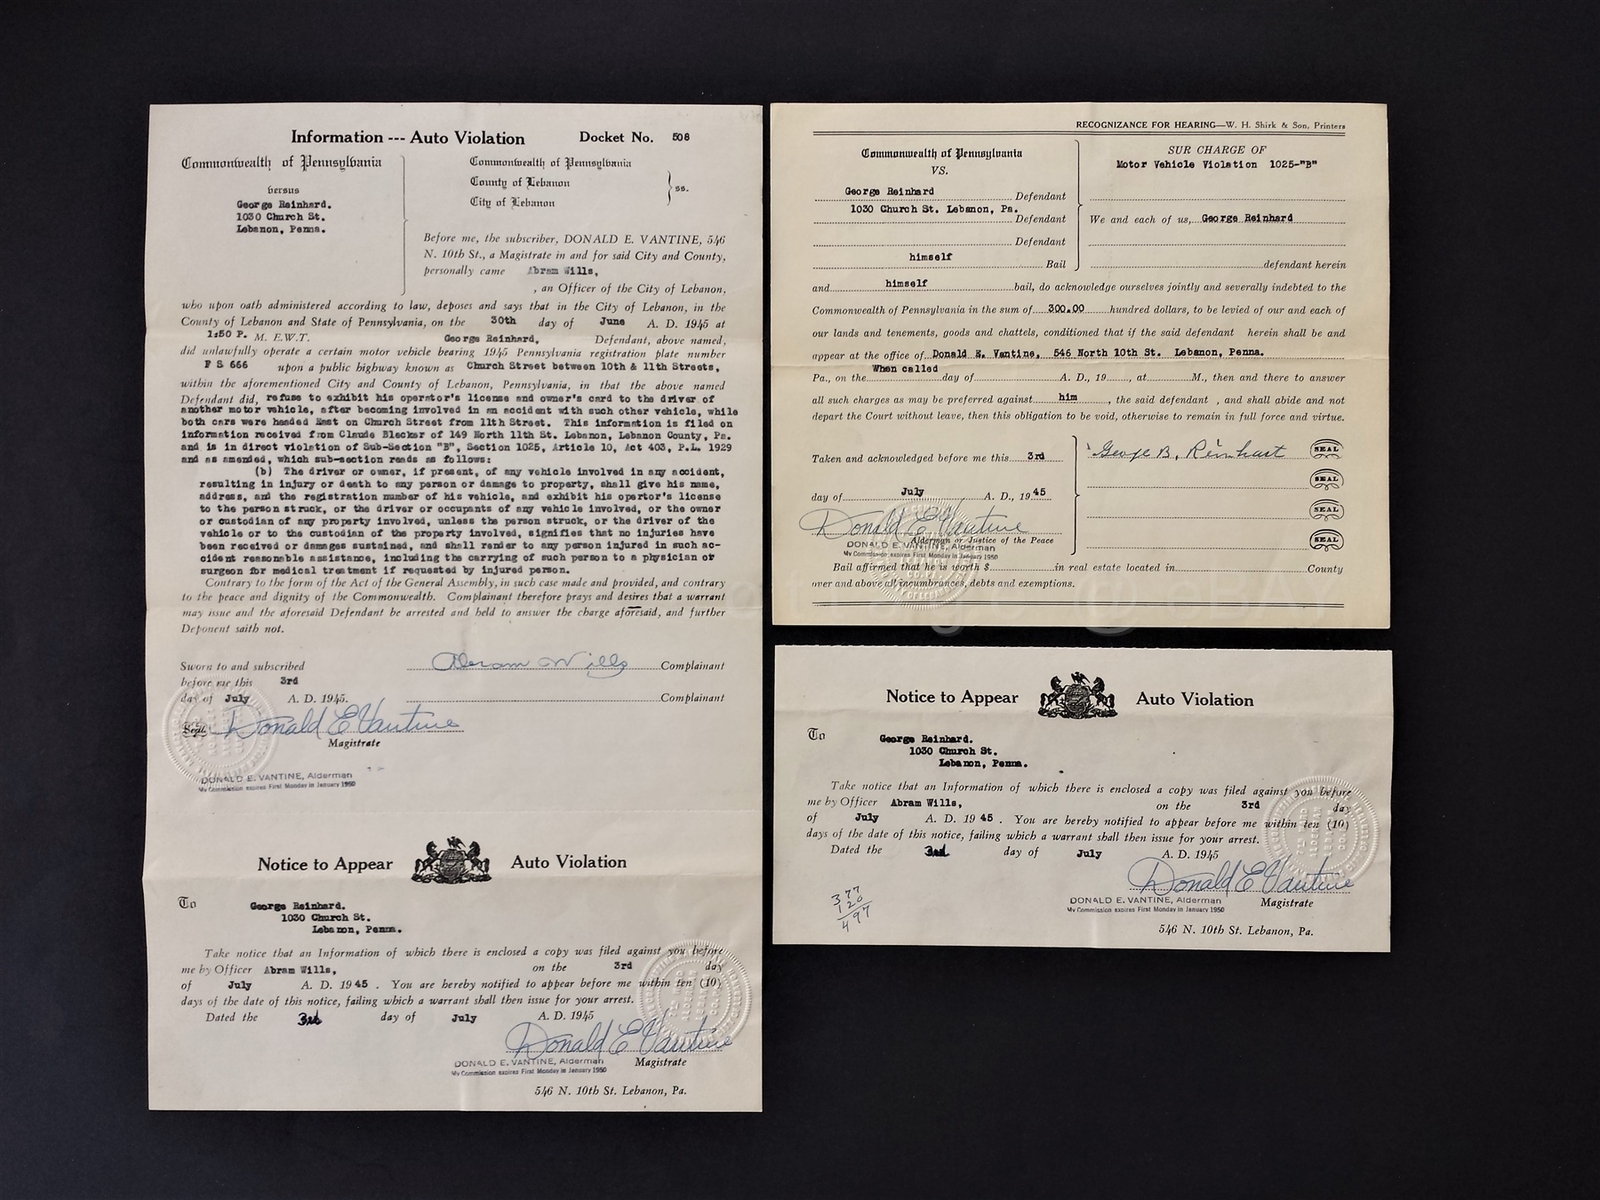 Information --- Auto Violation Docket No. 508
Commonwealth of Pennsylvania
versus
George Reinhard.
1030 Church St.
Lebanon, Penna.
Commonwealth of Pennsylvania
County of Lebanon
City of Lebanon
ss.
Before me, the subscriber, DONALD E. VANTINE, 546
N. 10th St., a Magistrate in and for said City and County,
personally came Abram Wills,
, an Officer of the City of Lebanon,
who upon oath administered according to law, deposes and says that in the City of Lebanon, in the
County of Lebanon and State of Pennsylvania, on the 30th day of June A. D. 1945 at
1:50 P. M. E.W.T. George Reinhard, Defendant, above named,
did unlawfully operate a certain motor vehicle bearing 1945 Pennsylvania registration plate number
F S 666 upon a public highway known as Church Street between 10th & 11th Streets,
within the aforementioned City and County of Lebanon, Pennsylvania, in that the above named
Defendant did, refuse to exhibit his operator's license and owner's card to the driver of
another motor vehicle, after becoming involved in an accident with such other vehicle, while
both cars were headed East on Church Street from 11th Street. This information is filed on
information received from Claude Blecker of 149 North 11th St. Lebanon, Lebanon County, Pa.
and is in direct violation of Sub-Section "B", Section 1025, Article 10, Act 403, P.L. 1929
and as amended, which sub-section reads as follows:
(b) The driver or owner, if present, of any vehicle involved in any accident,
resulting in injury or death to any person or damage to property, shall give his name,
address, and the registration number of his vehicle, and exhibit his opertor's license
to the person struck, or the driver or occupants of any vehicle involved, or the owner
or custodian of any property involved, unless the person struck, or the driver of the
vehicle or to the custodian of the property involved, signifies that no injuries have
been received or damages sustained, and shall render to any person injured in such ac-
cident reasonable assistance, including the carrying of such person to a physician or
surgeon for medical treatment if requested by injured person.
Contrary to the form of the Act of the General Assembly, in such case made and provided, and contrary
to the peace and dignity of the Commonwealth. Complainant therefore prays and desires that a warrant
may issue and the aforesaid Defendant be arrested and held to answer the charge aforesaid, and further
Deponent saith not.
Sworn to and subscribed Abram Wills Complainant
before me this 3rd
day of July A. D. 1945. Complainant
Seal Donald E Vantine
Magistrate
DONALD E. VANTINE, Alderman
My Commission expires First Monday in January 1950
Notice to Appear Auto Violation
To George Reinhard.
1030 Church St.
Lebanon, Penna.
Take notice that an Information of which there is enclosed a copy was filed against you before
me by Officer Abram Wills, on the 3rd day
of July A. D. 1945. You are hereby notified to appear before me within ten (10)
days of the date of this notice, failing which a warrant shall then issue for your arrest.
Dated the 3rd day of July A. D. 1945
Donald E Vantine
DONALD E. VANTINE, Alderman Magistrate
My Commission expires First Monday in January 1950
546 N. 10th St. Lebanon, Pa.
RECOGNIZANCE FOR HEARING—W. H. Shirk & Son, Printers
Commonwealth of Pennsylvania
VS.
George Reinhard Defendant
1030 Church St. Lebanon, Pa. Defendant
Defendant
himself Bail
SUR CHARGE OF
Motor Vehicle Violation 1025-"B"
We and each of us, George Reinhard
defendant herein
and himself bail, do acknowledge ourselves jointly and severally indebted to the
Commonwealth of Pennsylvania in the sum of 300.00 hundred dollars, to be levied of our and each of
our lands and tenements, goods and chattels, conditioned that if the said defendant herein shall be and
appear at the office of Donald E. Vantine, 546 North 10th St. Lebanon, Penna.
When called
Pa., on the day of A. D., 19 , at M., then and there to answer
all such charges as may be preferred against him , the said defendant , and shall abide and not
depart the Court without leave, then this obligation to be void, otherwise to remain in full force and virtue.
Taken and acknowledged before me this 3rd
day of July A. D., 1945
Donald E Vantine
Alderman or Justice of the Peace
DONALD E. VANTINE, Alderman
My Commission expires First Monday in January 1950
George B. Reinhart SEAL
SEAL
SEAL
SEAL
Bail affirmed that he is worth $ in real estate located in County
over and above all incumbrances, debts and exemptions.
Notice to Appear Auto Violation
To George Reinhard.
1030 Church St.
Lebanon, Penna.
Take notice that an Information of which there is enclosed a copy was filed against you before
me by Officer Abram Wills, on the 3rd day
of July A. D. 1945. You are hereby notified to appear before me within ten (10)
days of the date of this notice, failing which a warrant shall then issue for your arrest.
Dated the 3rd day of July A. D. 1945
Donald E Vantine
DONALD E. VANTINE, Alderman Magistrate
My Commission expires First Monday in January 1950
546 N. 10th St. Lebanon, Pa.
377
120
497